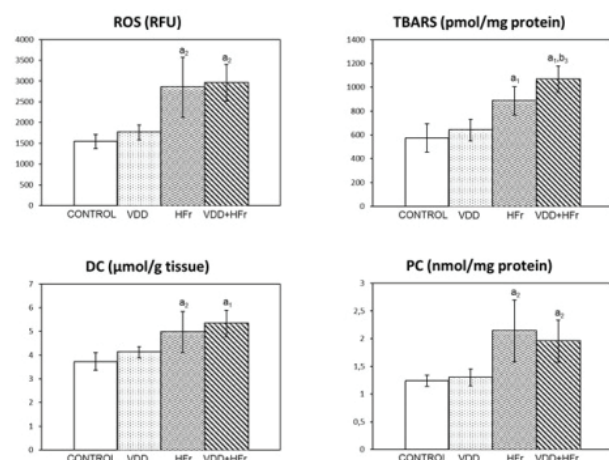 ROS (RFU)
4000
3500
3000
2500
2000
1500
1000
500
0
a₂
a₂
CONTROL VDD HFr VDD+HFr
TBARS (pmol/mg protein)
1400
1200
1000
800
600
400
200
0
a₁
CONTROL VDD HFr VDD+HFr
DC (µmol/g tissue)
7
6
5
4
3
2
1
0
a₂
a₁
CONTROL VDD HFr VDD+HFr
PC (nmol/mg protein)
3
2,5
2
1,5
1
0,5
0
a₂
a₂
CONTROL VDD HFr VDD+HFr